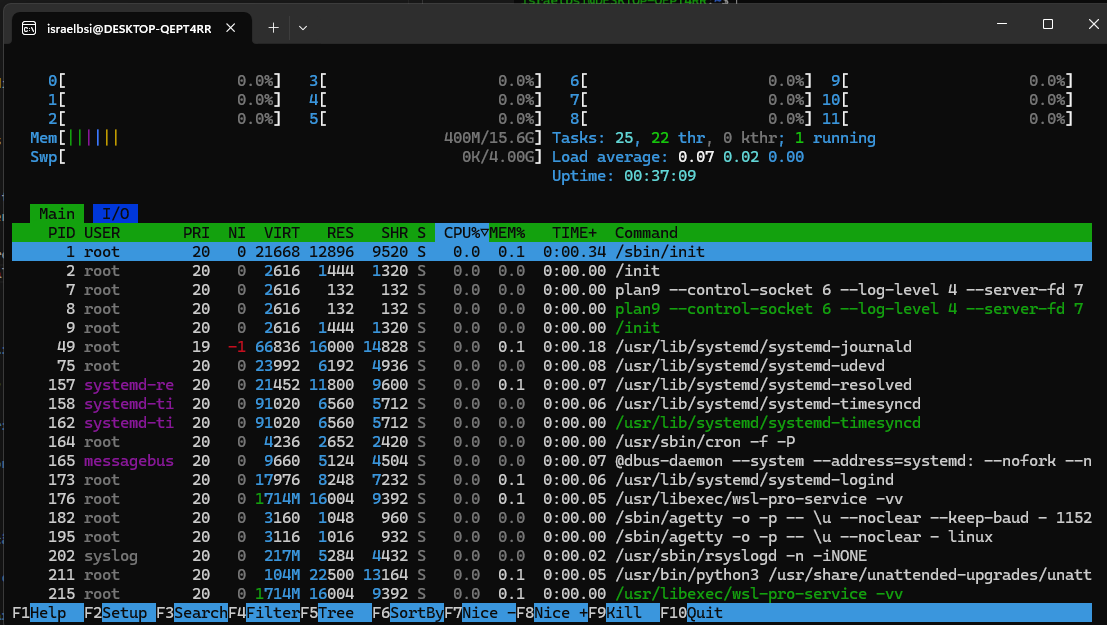 israelbsi@DESKTOP-QEPT4RR
0[ 0.0%] 3[ 0.0%] 6[ 0.0%] 9[ 0.0%]
1[ 0.0%] 4[ 0.0%] 7[ 0.0%] 10[ 0.0%]
2[ 0.0%] 5[ 0.0%] 8[ 0.0%] 11[ 0.0%]
Mem[|||||| 400M/15.6G] Tasks: 25, 22 thr, 0 kthr; 1 running
Swp[ 0K/4.00G] Load average: 0.07 0.02 0.00
Uptime: 00:37:09
Main I/O
PID USER PRI NI VIRT RES SHR S CPU%▽MEM% TIME+ Command
1 root 20 0 21668 12896 9520 S 0.0 0.1 0:00.34 /sbin/init
2 root 20 0 2616 1444 1320 S 0.0 0.0 0:00.00 /init
7 root 20 0 2616 132 132 S 0.0 0.0 0:00.00 plan9 --control-socket 6 --log-level 4 --server-fd 7
8 root 20 0 2616 132 132 S 0.0 0.0 0:00.00 plan9 --control-socket 6 --log-level 4 --server-fd 7
9 root 20 0 2616 1444 1320 S 0.0 0.0 0:00.00 /init
49 root 19 -1 66836 16000 14828 S 0.0 0.1 0:00.18 /usr/lib/systemd/systemd-journald
75 root 20 0 23992 6192 4936 S 0.0 0.0 0:00.08 /usr/lib/systemd/systemd-udevd
157 systemd-re 20 0 21452 11800 9600 S 0.0 0.1 0:00.07 /usr/lib/systemd/systemd-resolved
158 systemd-ti 20 0 91020 6560 5712 S 0.0 0.0 0:00.06 /usr/lib/systemd/systemd-timesyncd
162 systemd-ti 20 0 91020 6560 5712 S 0.0 0.0 0:00.00 /usr/lib/systemd/systemd-timesyncd
164 root 20 0 4236 2652 2420 S 0.0 0.0 0:00.00 /usr/sbin/cron -f -P
165 messagebus 20 0 9660 5124 4504 S 0.0 0.0 0:00.07 @dbus-daemon --system --address=systemd: --nofork --n
173 root 20 0 17976 8248 7232 S 0.0 0.1 0:00.06 /usr/lib/systemd/systemd-logind
176 root 20 0 1714M 16004 9392 S 0.0 0.1 0:00.05 /usr/libexec/wsl-pro-service -vv
182 root 20 0 3160 1048 960 S 0.0 0.0 0:00.00 /sbin/agetty -o -p -- \u --noclear --keep-baud - 1152
195 root 20 0 3116 1016 932 S 0.0 0.0 0:00.00 /sbin/agetty -o -p -- \u --noclear - linux
202 syslog 20 0 217M 5284 4432 S 0.0 0.0 0:00.02 /usr/sbin/rsyslogd -n -iNONE
211 root 20 0 104M 22500 13164 S 0.0 0.1 0:00.05 /usr/bin/python3 /usr/share/unattended-upgrades/unatt
215 root 20 0 1714M 16004 9392 S 0.0 0.1 0:00.00 /usr/libexec/wsl-pro-service -vv
F1Help F2Setup F3SearchF4FilterF5Tree F6SortByF7Nice -F8Nice +F9Kill F10Quit